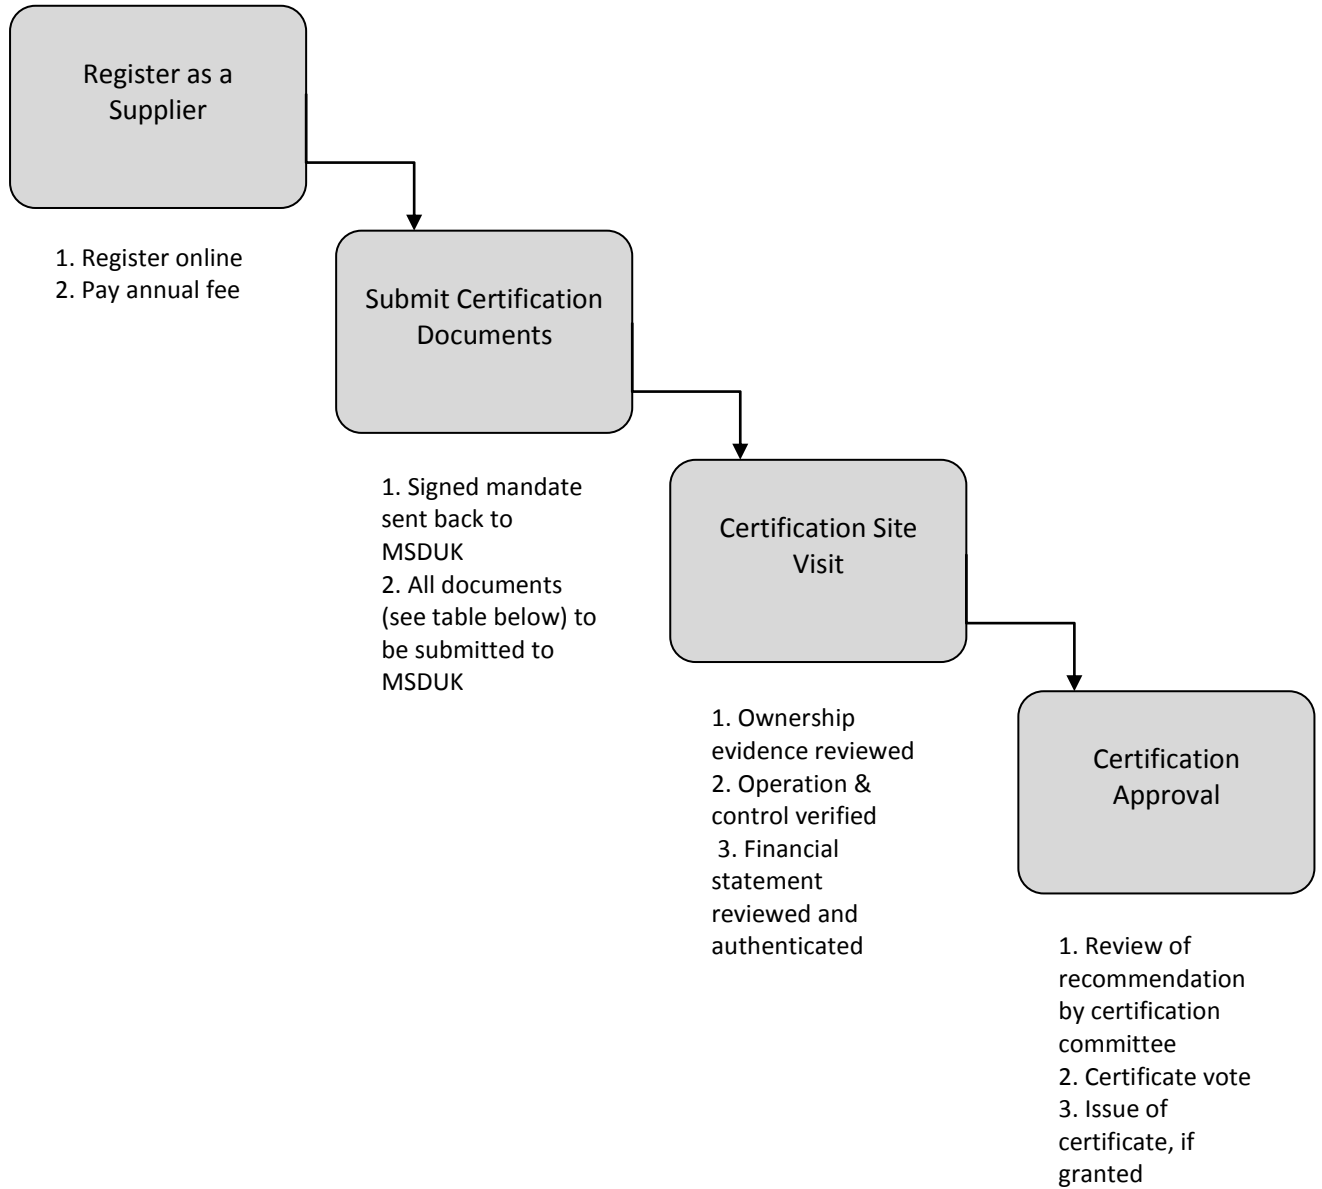 Register as a
Supplier
1. Register online
2. Pay annual fee
Submit Certification
Documents
1. Signed mandate
sent back to
MSDUK
2. All documents
(see table below) to
be submitted to
MSDUK
Certification Site
Visit
1. Ownership
evidence reviewed
2. Operation &
control verified
3. Financial
statement
reviewed and
authenticated
Certification
Approval
1. Review of
recommendation
by certification
committee
2. Certificate vote
3. Issue of
certificate, if
granted